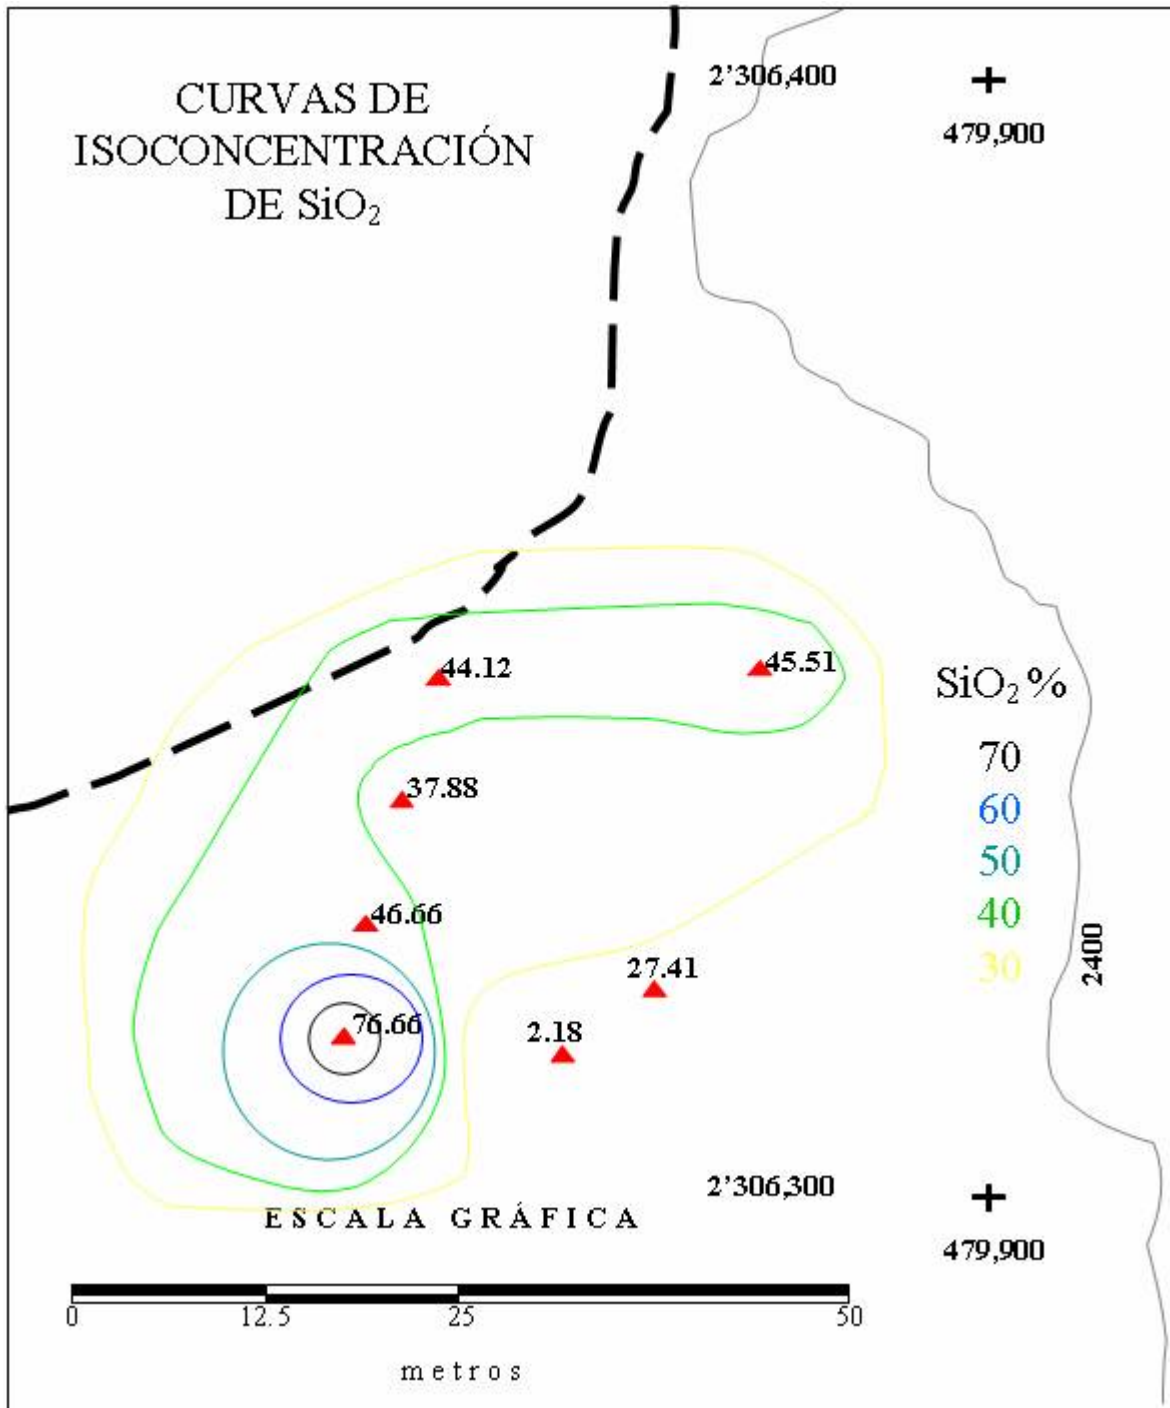 CURVAS DE
ISOCONCENTRACIÓN
DE SiO₂
2’306,400
479,900
44.12
45.51
37.88
46.66
27.41
76.66
2.18
SiO₂ %
70
60
50
40
30
2400
2’306,300
479,900
ESCALA GRÁFICA
0 12.5 25 50
metros